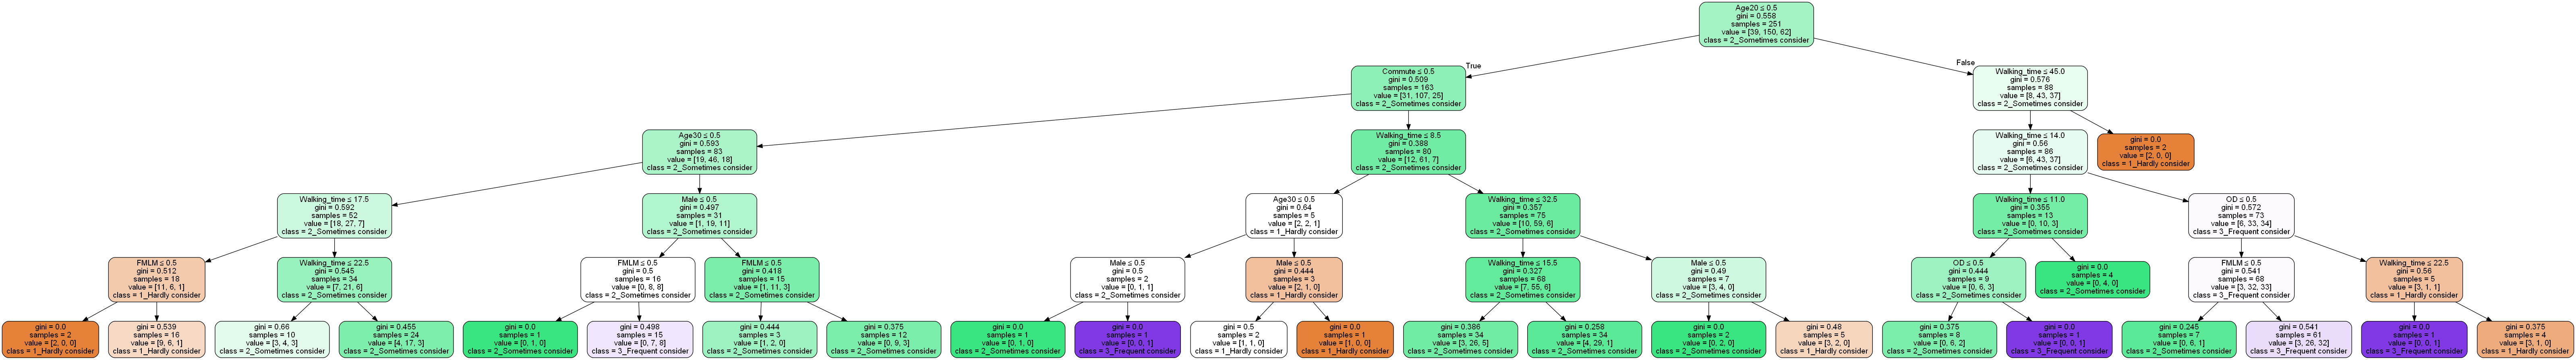 Age20 ≤ 0.5
gini = 0.558
samples = 251
value = [39, 150, 62]
class = 2_Sometimes consider
True
False
Commute ≤ 0.5
gini = 0.509
samples = 163
value = [31, 107, 25]
class = 2_Sometimes consider
Walking_time ≤ 45.0
gini = 0.576
samples = 88
value = [8, 43, 37]
class = 2_Sometimes consider
Age30 ≤ 0.5
gini = 0.593
samples = 83
value = [19, 46, 18]
class = 2_Sometimes consider
Walking_time ≤ 8.5
gini = 0.388
samples = 80
value = [12, 61, 7]
class = 2_Sometimes consider
Walking_time ≤ 14.0
gini = 0.56
samples = 86
value = [6, 43, 37]
class = 2_Sometimes consider
gini = 0.0
samples = 2
value = [2, 0, 0]
class = 1_Hardly consider
Walking_time ≤ 17.5
gini = 0.592
samples = 52
value = [18, 27, 7]
class = 2_Sometimes consider
Male ≤ 0.5
gini = 0.497
samples = 31
value = [1, 19, 11]
class = 2_Sometimes consider
Age30 ≤ 0.5
gini = 0.64
samples = 5
value = [2, 2, 1]
class = 1_Hardly consider
Walking_time ≤ 32.5
gini = 0.357
samples = 75
value = [10, 59, 6]
class = 2_Sometimes consider
Walking_time ≤ 11.0
gini = 0.355
samples = 13
value = [0, 10, 3]
class = 2_Sometimes consider
OD ≤ 0.5
gini = 0.572
samples = 73
value = [6, 33, 34]
class = 3_Frequent consider
FMLM ≤ 0.5
gini = 0.512
samples = 18
value = [11, 6, 1]
class = 1_Hardly consider
Walking_time ≤ 22.5
gini = 0.545
samples = 34
value = [7, 21, 6]
class = 2_Sometimes consider
FMLM ≤ 0.5
gini = 0.5
samples = 16
value = [0, 8, 8]
class = 2_Sometimes consider
FMLM ≤ 0.5
gini = 0.418
samples = 15
value = [1, 11, 3]
class = 2_Sometimes consider
Male ≤ 0.5
gini = 0.5
samples = 2
value = [0, 1, 1]
class = 2_Sometimes consider
Male ≤ 0.5
gini = 0.444
samples = 3
value = [2, 1, 0]
class = 1_Hardly consider
Walking_time ≤ 15.5
gini = 0.327
samples = 68
value = [7, 55, 6]
class = 2_Sometimes consider
Male ≤ 0.5
gini = 0.49
samples = 7
value = [3, 4, 0]
class = 2_Sometimes consider
OD ≤ 0.5
gini = 0.444
samples = 9
value = [0, 6, 3]
class = 2_Sometimes consider
gini = 0.0
samples = 4
value = [0, 4, 0]
class = 2_Sometimes consider
FMLM ≤ 0.5
gini = 0.541
samples = 68
value = [3, 32, 33]
class = 3_Frequent consider
Walking_time ≤ 22.5
gini = 0.56
samples = 5
value = [3, 1, 1]
class = 1_Hardly consider
gini = 0.0
samples = 2
value = [2, 0, 0]
class = 1_Hardly consider
gini = 0.539
samples = 16
value = [9, 6, 1]
class = 1_Hardly consider
gini = 0.66
samples = 10
value = [3, 4, 3]
class = 2_Sometimes consider
gini = 0.455
samples = 24
value = [4, 17, 3]
class = 2_Sometimes consider
gini = 0.0
samples = 1
value = [0, 1, 0]
class = 2_Sometimes consider
gini = 0.498
samples = 15
value = [0, 7, 8]
class = 3_Frequent consider
gini = 0.444
samples = 3
value = [1, 2, 0]
class = 2_Sometimes consider
gini = 0.375
samples = 12
value = [0, 9, 3]
class = 2_Sometimes consider
gini = 0.0
samples = 1
value = [0, 1, 0]
class = 2_Sometimes consider
gini = 0.0
samples = 1
value = [0, 0, 1]
class = 3_Frequent consider
gini = 0.5
samples = 2
value = [1, 1, 0]
class = 1_Hardly consider
gini = 0.0
samples = 1
value = [1, 0, 0]
class = 1_Hardly consider
gini = 0.386
samples = 34
value = [3, 26, 5]
class = 2_Sometimes consider
gini = 0.258
samples = 34
value = [4, 29, 1]
class = 2_Sometimes consider
gini = 0.0
samples = 2
value = [0, 2, 0]
class = 2_Sometimes consider
gini = 0.48
samples = 5
value = [3, 2, 0]
class = 1_Hardly consider
gini = 0.375
samples = 8
value = [0, 6, 2]
class = 2_Sometimes consider
gini = 0.0
samples = 1
value = [0, 0, 1]
class = 3_Frequent consider
gini = 0.245
samples = 7
value = [0, 6, 1]
class = 2_Sometimes consider
gini = 0.541
samples = 61
value = [3, 26, 32]
class = 3_Frequent consider
gini = 0.0
samples = 1
value = [0, 0, 1]
class = 3_Frequent consider
gini = 0.375
samples = 4
value = [3, 1, 0]
class = 1_Hardly consider